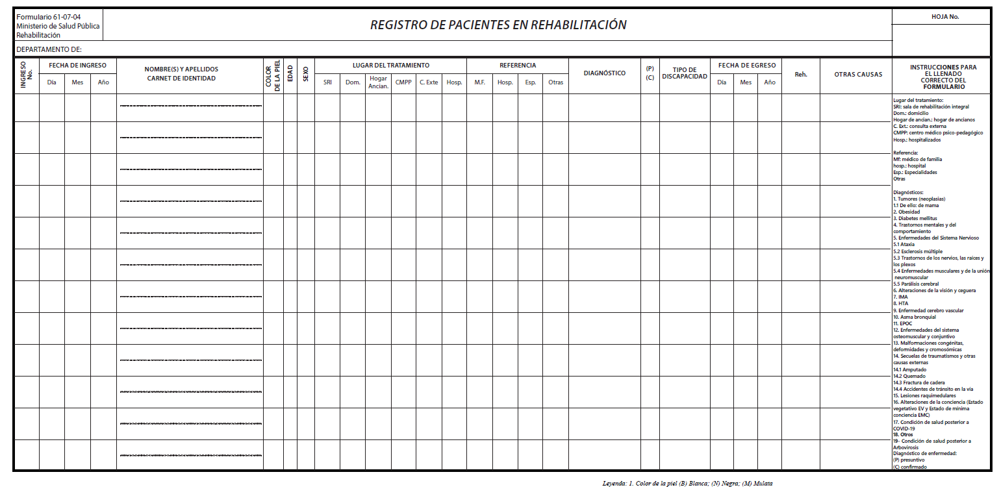 Formulario 61-07-04
Ministerio de Salud Pública
Rehabilitación
REGISTRO DE PACIENTES EN REHABILITACIÓN
HOJA No.
DEPARTAMENTO DE:
INGRESO No.
FECHA DE INGRESO
Día Mes Año
NOMBRE(S) Y APELLIDOS
CARNET DE IDENTIDAD
COLOR
DE LA PIEL
EDAD
SEXO
LUGAR DEL TRATAMIENTO
SRI Dom. Hogar Ancian. CMPP C. Exte Hosp.
REFERENCIA
M.F. Hosp. Esp. Otras
DIAGNÓSTICO
(P)
(C)
TIPO DE
DISCAPACIDAD
FECHA DE EGRESO
Día Mes Año
Reh.
OTRAS CAUSAS
INSTRUCCIONES PARA
EL LLENADO
CORRECTO DEL
FORMULARIO
Lugar del tratamiento:
SRI: sala de rehabilitación integral
Dom.: domicilio
Hogar de ancian.: hogar de ancianos
C. Ext.: consulta externa
CMPP: centro médico psico-pedagógico
Hosp.: hospitalizados
Referencia:
Mf: médico de familia
hosp.: hospital
Esp.: Especialidades
Otras
Diagnósticos:
1. Tumores (neoplasias)
1.1 De ello: de mama
2. Obesidad
3. Diabetes mellitus
4. Trastornos mentales y del
comportamiento
5. Enfermedades del Sistema Nervioso
5.1 Ataxia
5.2 Esclerosis múltiple
5.3 Trastornos de los nervios, las raíces y
los plexos
5.4 Enfermedades musculares y de la unión
neuromuscular
5.5 Parálisis cerebral
6. Alteraciones de la visión y ceguera
7. IMA
8. HTA
9. Enfermedad cerebro vascular
10. Asma bronquial
11. EPOC
12. Enfermedades del sistema
osteomuscular y conjuntivo
13. Malformaciones congénitas,
deformidades y cromosómicas
14. Secuelas de traumatismos y otras
causas externas
14.1 Amputado
14.2 Quemado
14.3 Fractura de cadera
14.4 Accidentes de tránsito en la vía
15. Lesiones raquimedulares
16. Alteraciones de la conciencia (Estado
vegetativo EV y Estado de mínima
conciencia EMC)
17. Condición de salud posterior a
COVID-19
18. Otros
19- Condición de salud posterior a
Arbovirosis
Diagnóstico de enfermedad:
(P) presuntivo
(C) confirmado
Leyenda: 1. Color de la piel (B) Blanca; (N) Negra; (M) Mulata